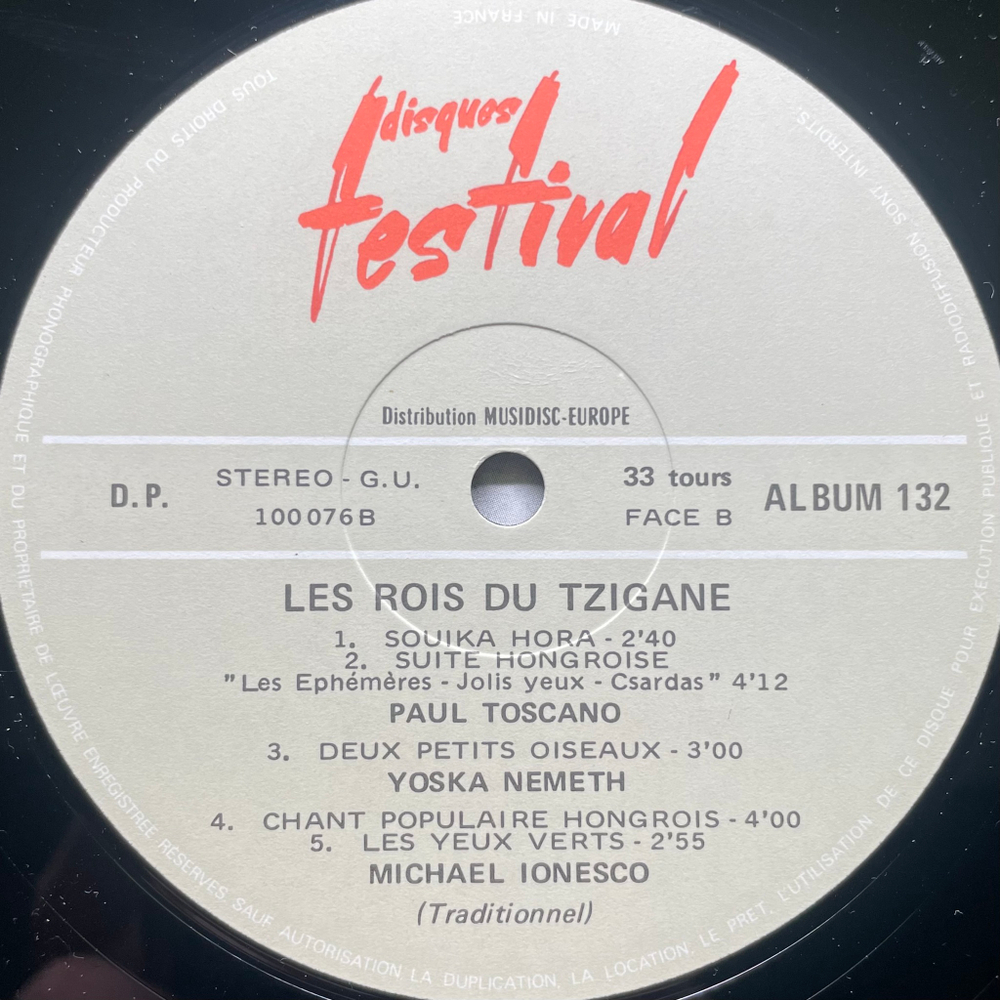 disques
festival
Distribution MUSIDISC-EUROPE
D.P.
STEREO - G.U.
100 076 B
33 tours
FACE B
ALBUM 132
LES ROIS DU TZIGANE
1. SOUIKA HORA - 2'40
2. SUITE HONGROISE
"Les Ephémères - Jolis yeux - Csardas" 4'12
PAUL TOSCANO
3. DEUX PETITS OISEAUX - 3'00
YOSKA NEMETH
4. CHANT POPULAIRE HONGROIS - 4'00
5. LES YEUX VERTS - 2'55
MICHAEL IONESCO
(Traditionnel)
TOUS DROITS DU PRODUCTEUR PHONOGRAPHIQUE ET DU PROPRIETAIRE DE L'ŒUVRE ENREGISTREE RÉSERVES. SAUF AUTORISATION, LA DUPLICATION, LA LOCATION, LE PRET, L'UTILISATION DE CE DISQUE POUR EXECUTION PUBLIQUE ET RADIODIFFUSION SONT INTERDITS.
MADE IN FRANCE